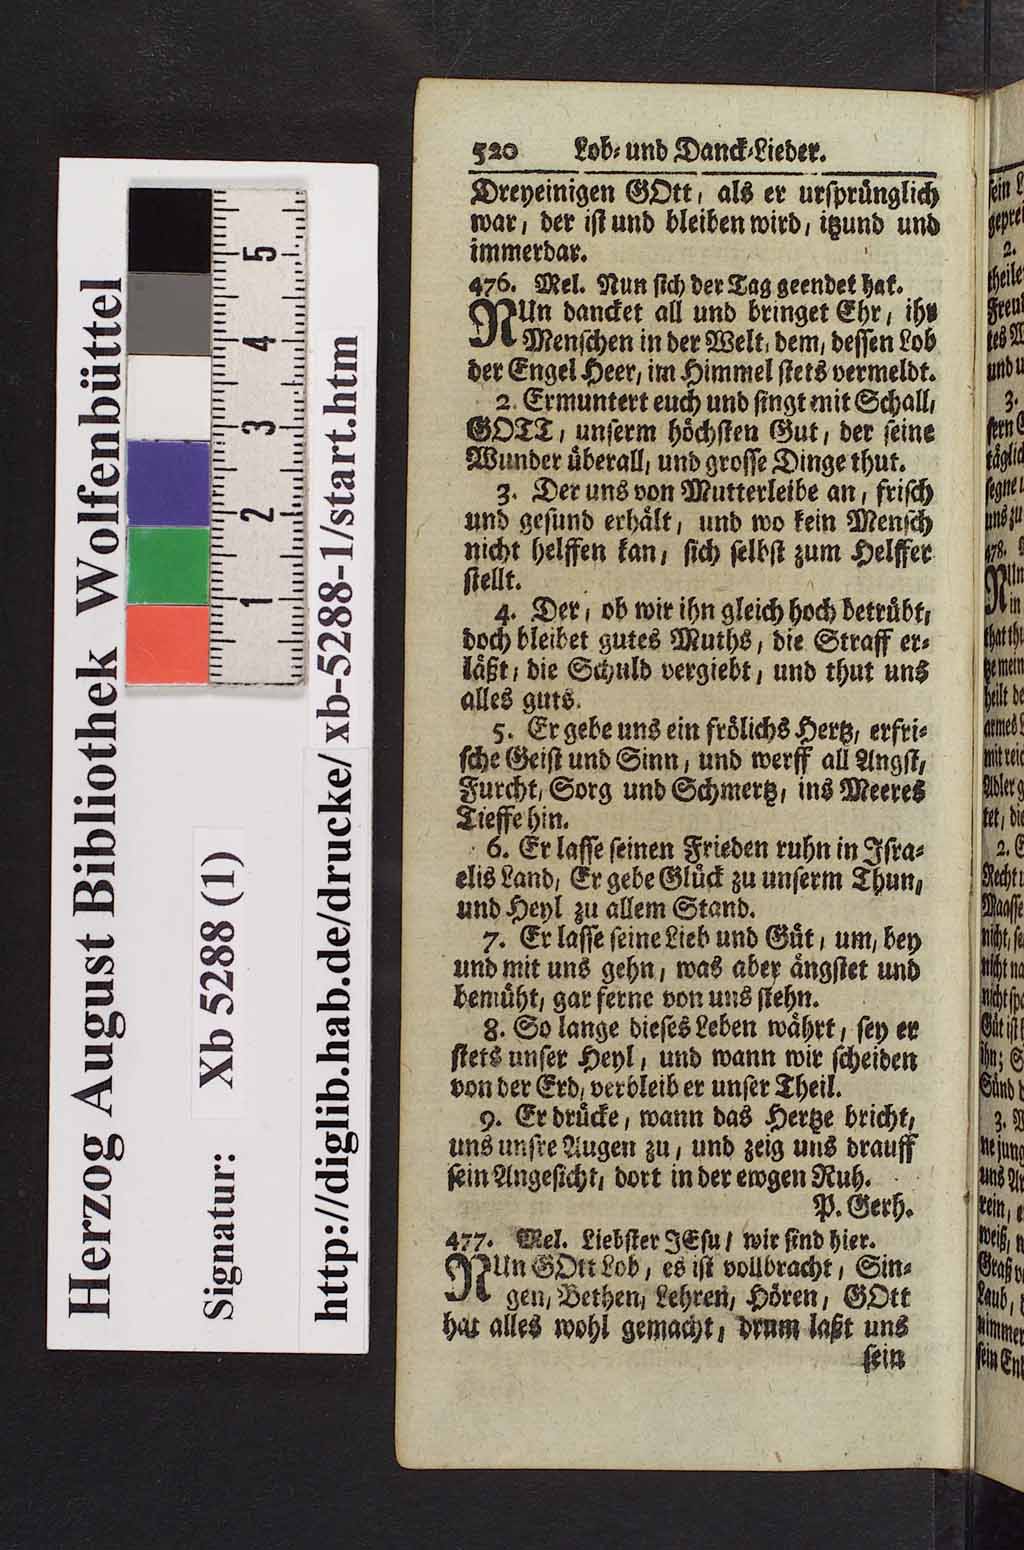 520 Lob- und Danck-Lieder.
Dreyeinigen GOtt, als er ursprünglich
war, der ist und bleiben wird, itzund und
immerdar.
476. Mel. Nun sich der Tag geendet hat.
NUn dancket all und bringet Ehr, ihr
Menschen in der Welt, dem, dessen Lob
der Engel Heer, im Himmel stets vermeldt.
2. Ermuntert euch und singt mit Schall,
GOTT, unserm höchsten Gut, der seine
Wunder überall, und grosse Dinge thut.
3. Der uns von Mutterleibe an, frisch
und gesund erhält, und wo kein Mensch
nicht helffen kan, sich selbst zum Helffer
stellt.
4. Der, ob wir ihn gleich hoch betrübt,
doch bleibet gutes Muths, die Straff er-
läßt, die Schuld vergiebt, und thut uns
alles guts.
5. Er gebe uns ein frölichs Hertz, erfri-
sche Geist und Sinn, und werff all Angst,
Furcht, Sorg und Schmertz, ins Meeres
Tieffe hin.
6. Er lasse seinen Frieden ruhn in Isra-
elis Land, Er gebe Glück zu unserm Thun,
und Heyl zu allem Stand.
7. Er lasse seine Lieb und Güt, um, bey
und mit uns gehn, was aber ängstet und
bemüht, gar ferne von uns stehn.
8. So lange dieses Leben währt, sey er
stets unser Heyl, und wann wir scheiden
von der Erd, verbleib er unser Theil.
9. Er drücke, wann das Hertze bricht,
uns unsre Augen zu, und zeig uns drauff
sein Angesicht, dort in der ewgen Ruh.
P. Gerh.
477. Mel. Liebster JEsu / wir sind hier.
NUn GOtt Lob, es ist vollbracht, Sin-
gen, Bethen, Lehren, Hören, GOtt
hat alles wohl gemacht, drum laßt uns
sein
Herzog August Bibliothek Wolfenbüttel
Signatur: Xb 5288 (1)
http://diglib.hab.de/drucke/ xb-5288-1/start.htm
5
4
3
2
1